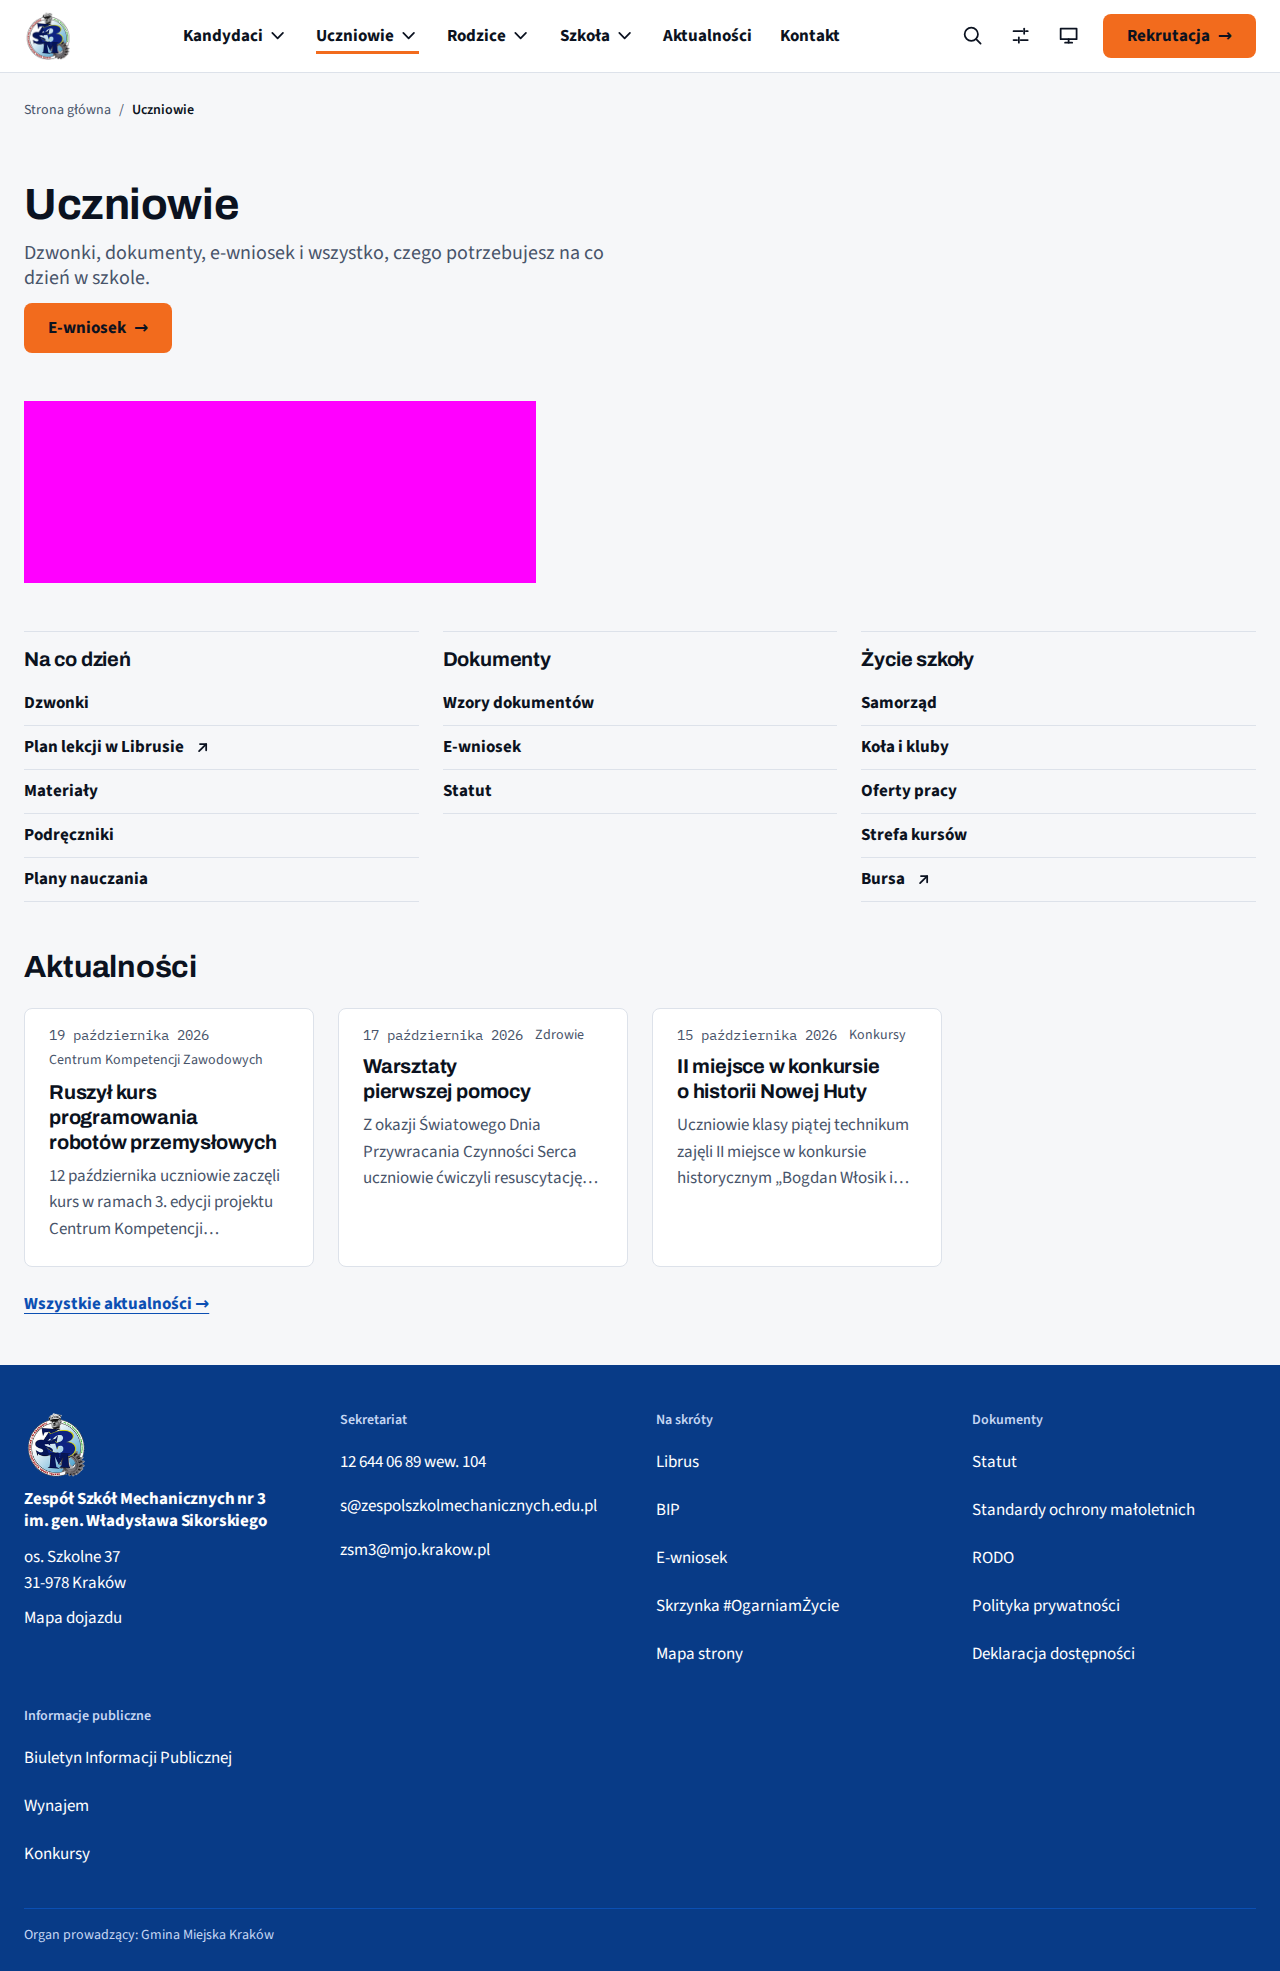 Kandydaci
Uczniowie
Rodzice
Szkoła
Aktualności
Kontakt
Rekrutacja →
Strona główna / Uczniowie
Uczniowie
Dzwonki, dokumenty, e-wniosek i wszystko, czego potrzebujesz na co
dzień w szkole.
E-wniosek →
Na co dzień
Dzwonki
Plan lekcji w Librusie ↗
Materiały
Podręczniki
Plany nauczania
Dokumenty
Wzory dokumentów
E-wniosek
Statut
Życie szkoły
Samorząd
Koła i kluby
Oferty pracy
Strefa kursów
Bursa ↗
Aktualności
19 października 2026
Centrum Kompetencji Zawodowych
Ruszył kurs
programowania
robotów przemysłowych
12 października uczniowie zaczęli
kurs w ramach 3. edycji projektu
Centrum Kompetencji…
17 października 2026 Zdrowie
Warsztaty
pierwszej pomocy
Z okazji Światowego Dnia
Przywracania Czynności Serca
uczniowie ćwiczyli resuscytację…
15 października 2026 Konkursy
II miejsce w konkursie
o historii Nowej Huty
Uczniowie klasy piątej technikum
zajęli II miejsce w konkursie
historycznym „Bogdan Włosik i…
Wszystkie aktualności →
Zespół Szkół Mechanicznych nr 3
im. gen. Władysława Sikorskiego
os. Szkolne 37
31-978 Kraków
Mapa dojazdu
Sekretariat
12 644 06 89 wew. 104
s@zespolszkolmechanicznych.edu.pl
zsm3@mjo.krakow.pl
Na skróty
Librus
BIP
E-wniosek
Skrzynka #OgarniamŻycie
Mapa strony
Dokumenty
Statut
Standardy ochrony małoletnich
RODO
Polityka prywatności
Deklaracja dostępności
Informacje publiczne
Biuletyn Informacji Publicznej
Wynajem
Konkursy
Organ prowadzący: Gmina Miejska Kraków